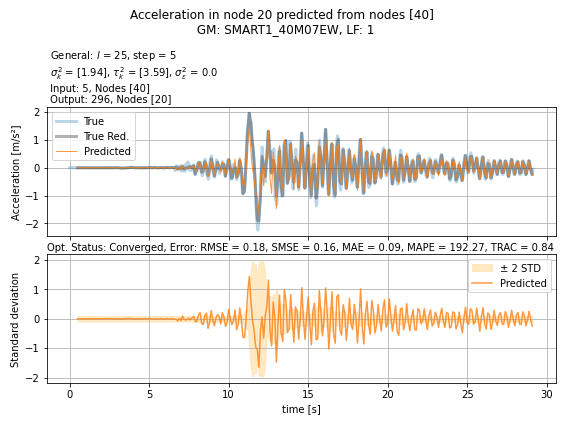 Acceleration in node 20 predicted from nodes [40]
GM: SMART1_40M07EW, LF: 1
General: l = 25, step = 5
σ²ₖ = [1.94], τ²ₖ = [3.59], σ²ε = 0.0
Input: 5, Nodes [40]
Output: 296, Nodes [20]
Acceleration [m/s²]
2
1
0
−1
−2
True
True Red.
Predicted
Opt. Status: Converged, Error: RMSE = 0.18, SMSE = 0.16, MAE = 0.09, MAPE = 192.27, TRAC = 0.84
Standard deviation
2
1
0
−1
−2
± 2 STD
Predicted
0 5 10 15 20 25 30
time [s]